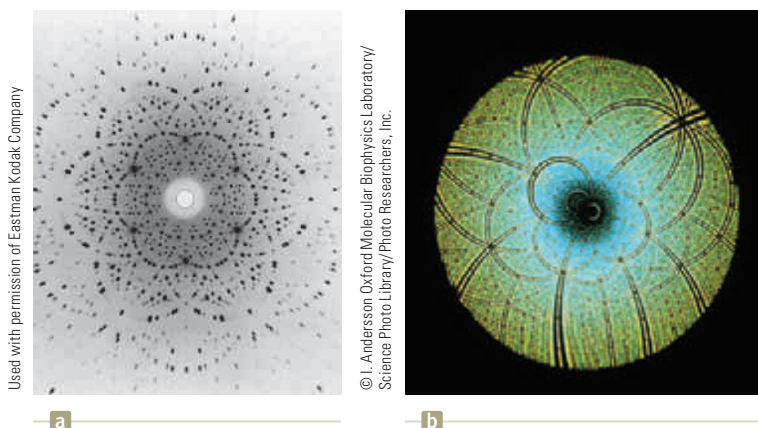 Used with permission of Eastman Kodak Company
© I. Andersson Oxford Molecular Biophysics Laboratory/
Science Photo Library/Photo Researchers, Inc.
a
b